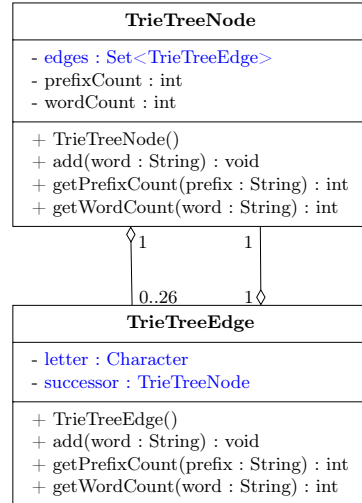 TrieTreeNode
- edges : Set<TrieTreeEdge>
- prefixCount : int
- wordCount : int
+ TrieTreeNode()
+ add(word : String) : void
+ getPrefixCount(prefix : String) : int
+ getWordCount(word : String) : int
1 1
0..26 1
TrieTreeEdge
- letter : Character
- successor : TrieTreeNode
+ TrieTreeEdge()
+ add(word : String) : void
+ getPrefixCount(prefix : String) : int
+ getWordCount(word : String) : int